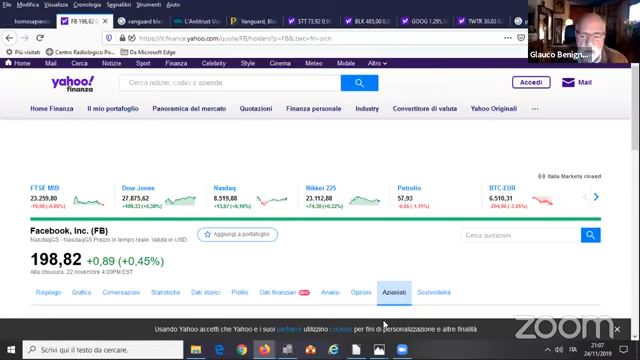 File Modifica Visualizza Cronologia Segnalibri Strumenti Aiuto
homosapiens FB 198,82 0 vanguard black L'Antitrust Us Vanguard, Bla STT 73,92 0 BLK 485,00 GOOG 1.295, TWTR 30.03
https://it.finance.yahoo.com/quote/FB/holders?p=FB&.tsrc=fin-srch
Più visitati Centro Radiologico Po Da Microsoft Edge
Glauco Benign...
Home Mail Cerca Notizie Sport Finanza Celebrity Style Cinema Meteo Mobile Altro
yahoo! finanza
Cerca notizie, codici o aziende
Accedi
Mail
Home Finanza Il mio portafoglio Panoramica del mercato Quotazioni Finanza personale Industry Convertitore di valuta Yahoo Originali ...
Italia Markets closed
FTSE MIB Dow Jones Nasdaq Nikkei 225 Petrolio BTC-EUR
23.259,80 27.875,62 8.519,88 23.112,88 57,93 6.510,31
+109,33 (+0,39%) +13,67 (+0,16%) +74,30 (+0,32%)
Facebook, Inc. (FB)
NasdaqGS - NasdaqGS Prezzo in tempo reale. Valuta in USD.
Aggiungi a portafoglio
Cerca quotazioni
198,82 +0,89 (+0,45%)
Alla chiusura: 22 novembre 4:00PM EST
Riepilogo Grafico Conversazioni Statistiche Dati storici Profilo Dati finanziari NEW Analisi Opzioni Azionisti Sostenibilità
Usando Yahoo accetti che Yahoo e i suoi partners utilizzino cookies per fini di personalizzazione e altre finalità
zoom
Scrivi qui il testo da cercare.
ITA
21:07
24/11/2019